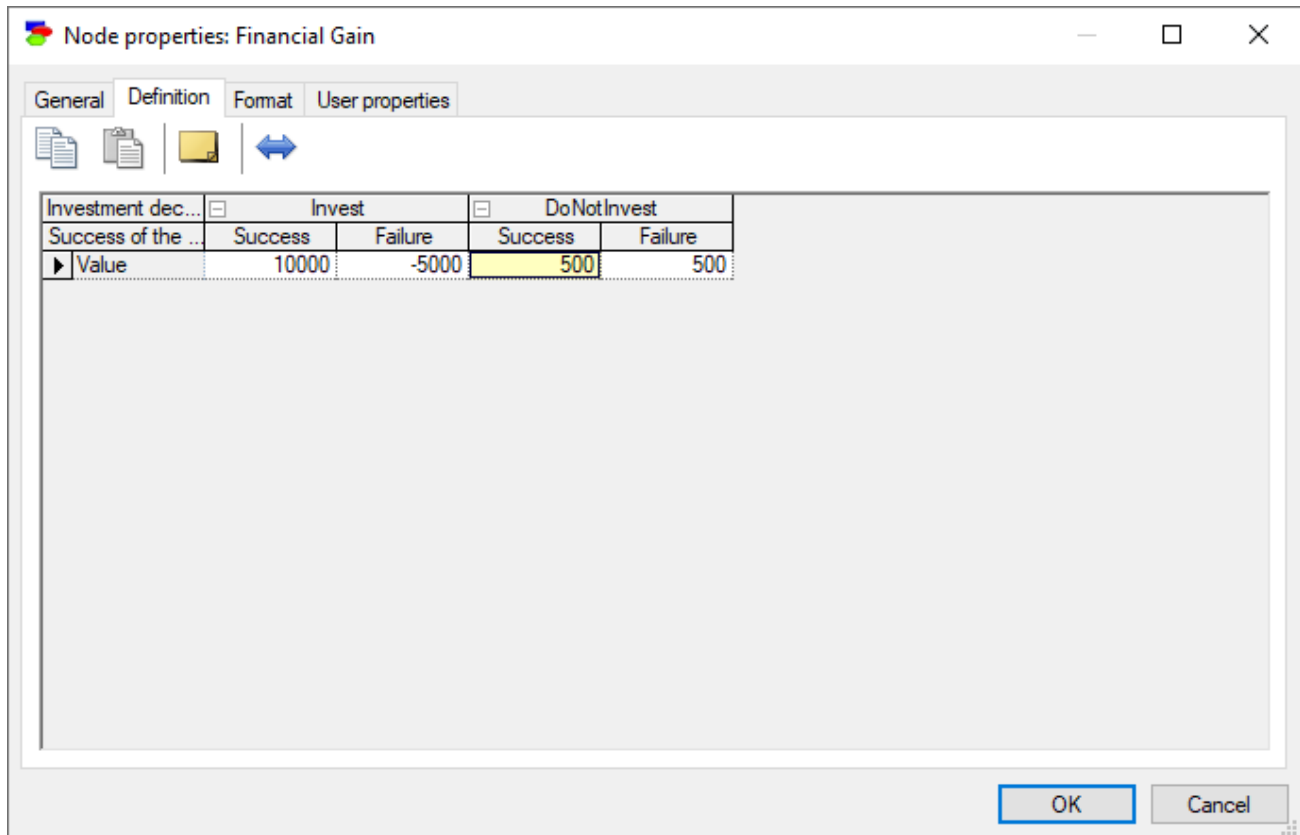 Node properties: Financial Gain
General Definition Format User properties
Investment dec... Invest DoNotInvest
Success of the ... Success Failure Success Failure
Value 10000 -5000 500 500
OK Cancel